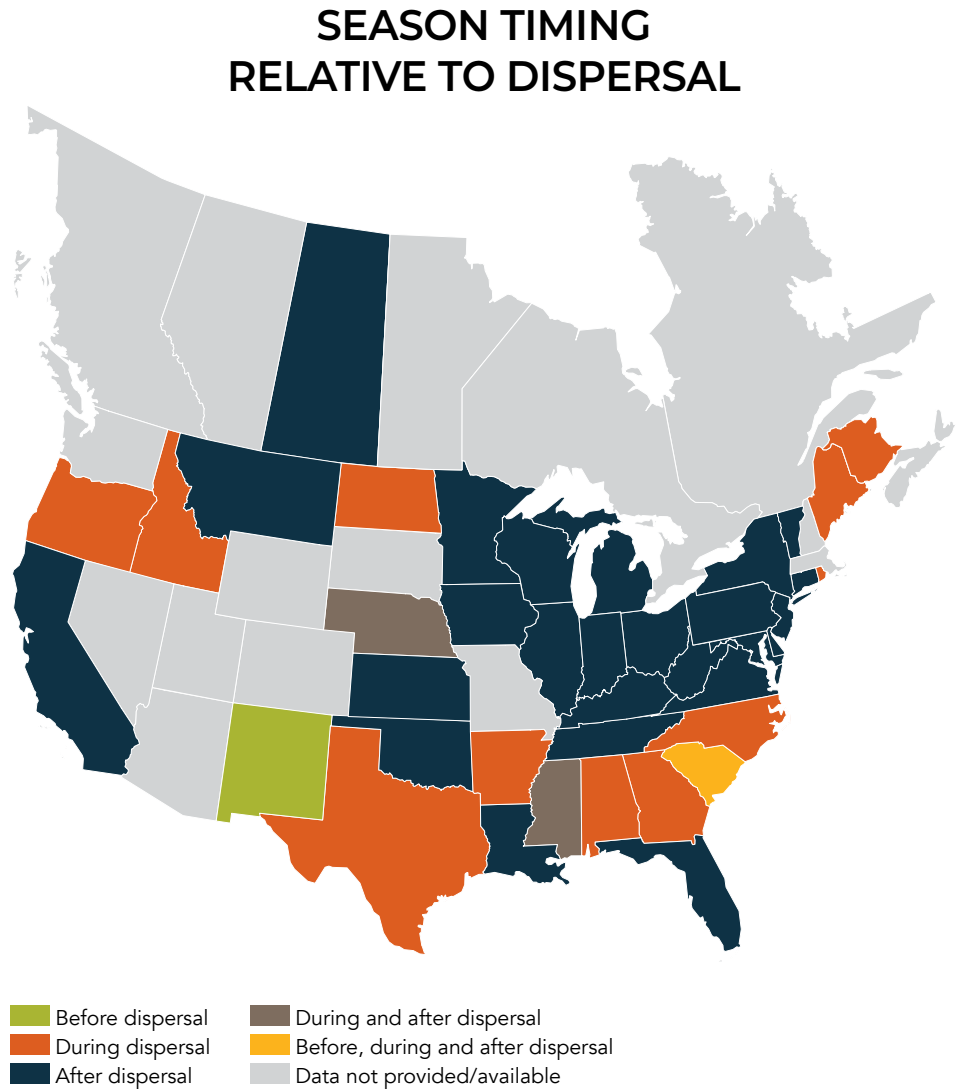 SEASON TIMING
RELATIVE TO DISPERSAL
Before dispersal
During dispersal
After dispersal
During and after dispersal
Before, during and after dispersal
Data not provided/available